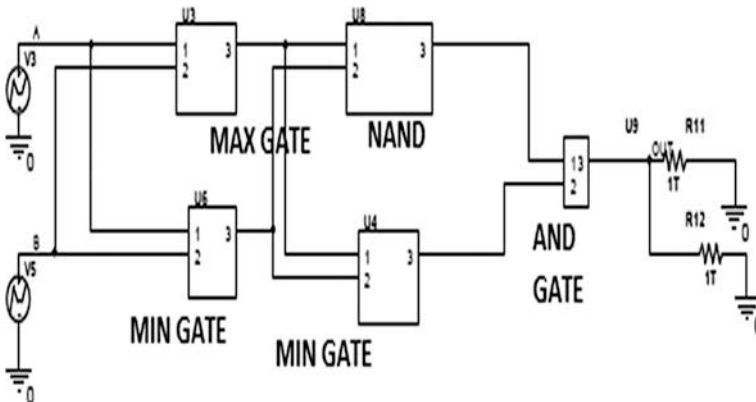 U3
U8
A
V3
1
2
3
1
2
3
0
MAX GATE
NAND
U9
R11
13
2
OUT
1T
0
U6
B
V5
1
2
3
U4
1
2
3
AND
GATE
R12
1T
0
MIN GATE
MIN GATE
0